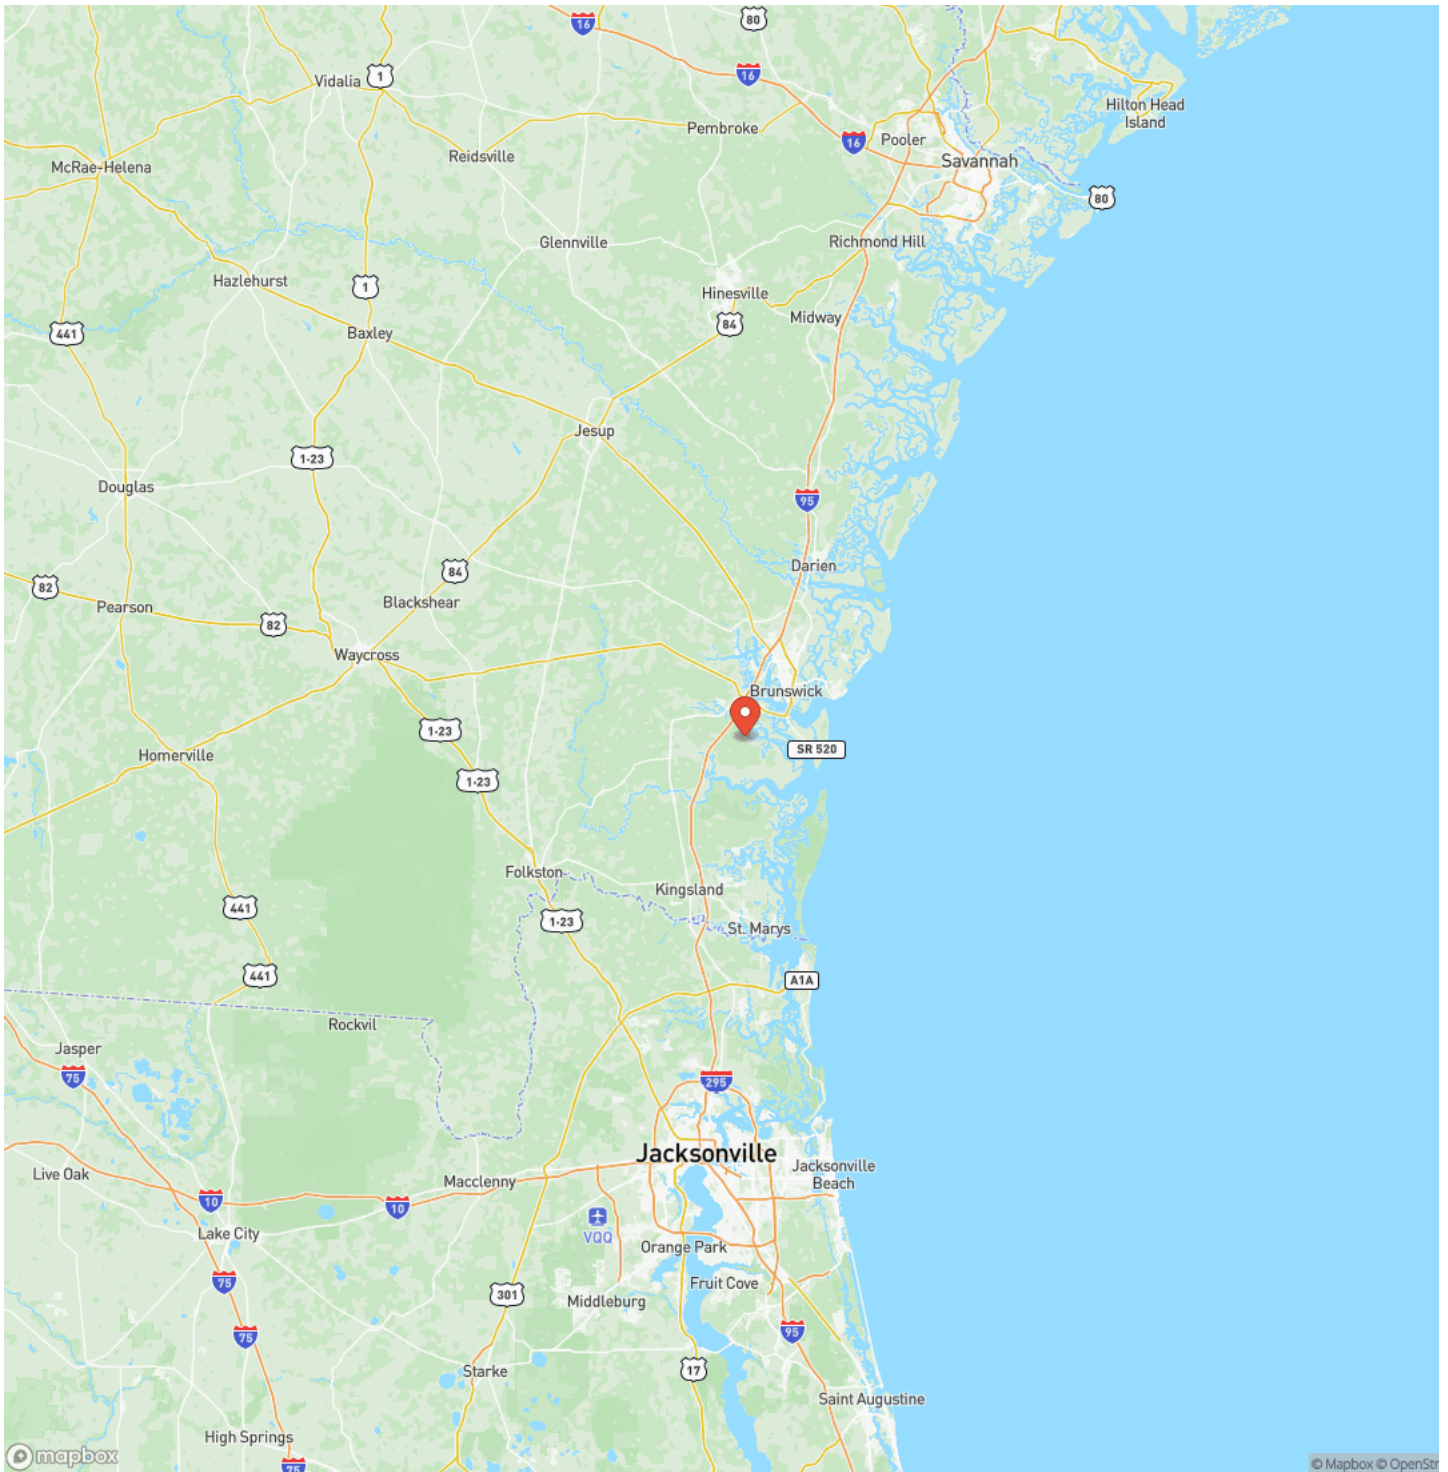 16
80
Vidalia
1
16
Hilton Head
Island
Pembroke
16
Pooler
Reidsville
Savannah
McRae-Helena
80
Glennville
Richmond Hill
Hazlehurst
1
Hinesville
Midway
84
441
Baxley
Jesup
1-23
Douglas
95
Darien
84
82
Blackshear
Pearson
82
Waycross
Brunswick
1-23
SR 520
Homerville
1-23
Folkston
Kingsland
441
1-23
St. Marys
441
A1A
Rockvil
Jasper
75
295
Jacksonville
Live Oak
Jacksonville
Beach
Macclenny
10
10
Lake City
VQQ
Orange Park
75
Fruit Cove
301
Middleburg
75
95
Starke
17
Saint Augustine
High Springs
75
mapbox
© Mapbox © OpenStr